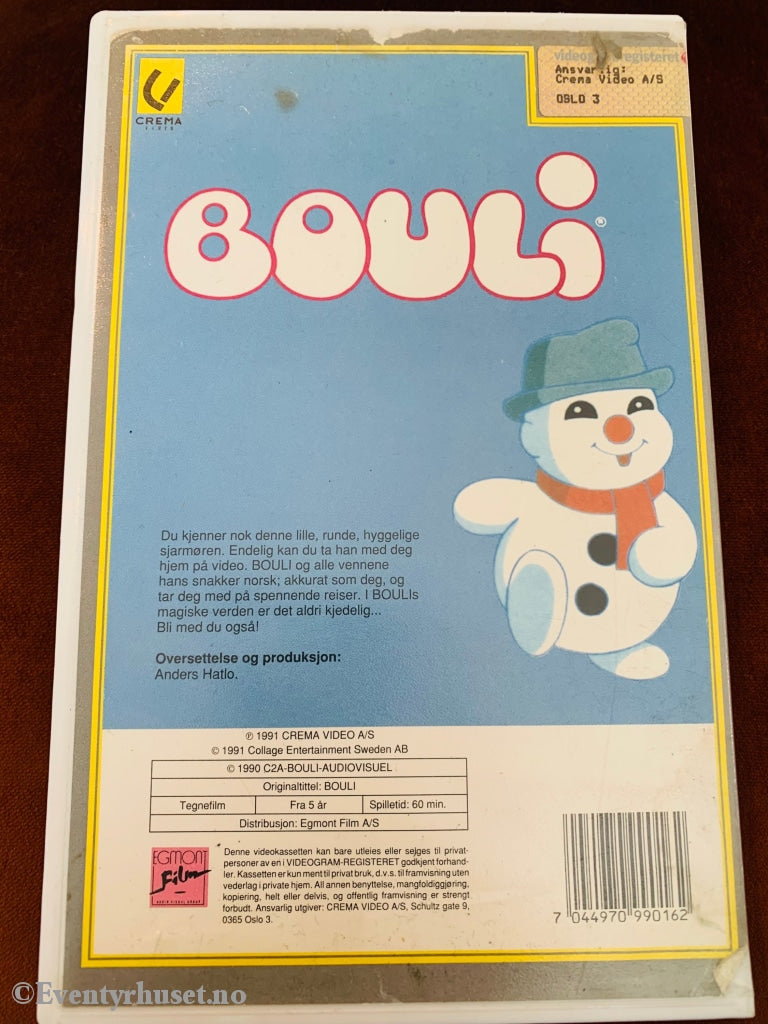 CREMA
VIDEO
registeret
Ansvarlig:
Crema Video A/S
OSLO 3
BOULi®
Du kjenner nok denne lille, runde, hyggelige
sjarmøren. Endelig kan du ta han med deg
hjem på video. BOULI og alle vennene
hans snakker norsk; akkurat som deg, og
tar deg med på spennende reiser. I BOULIs
magiske verden er det aldri kjedelig...
Bli med du også!
Oversettelse og produksjon:
Anders Hatlo.
℗ 1991 CREMA VIDEO A/S
© 1991 Collage Entertainment Sweden AB
© 1990 C2A-BOULI-AUDIOVISUEL
Originaltittel: BOULI
Tegnefilm Fra 5 år Spilletid: 60 min.
Distribusjon: Egmont Film A/S
EGMONT
Film
Denne videokassetten kan bare utleies eller selges til privat-
personer av en i VIDEOGRAM-REGISTERET godkjent forhand-
ler. Kassetten er kun ment til privat bruk, d.v.s. til framvisning uten
vederlag i private hjem. All annen benyttelse, mangfoldiggjøring,
kopiering, helt eller delvis, og offentlig framvisning er strengt
forbudt. Ansvarlig utgiver: CREMA VIDEO A/S, Schultz gate 9,
0365 Oslo 3.
7 044970 990162
©Eventyrhuset.no